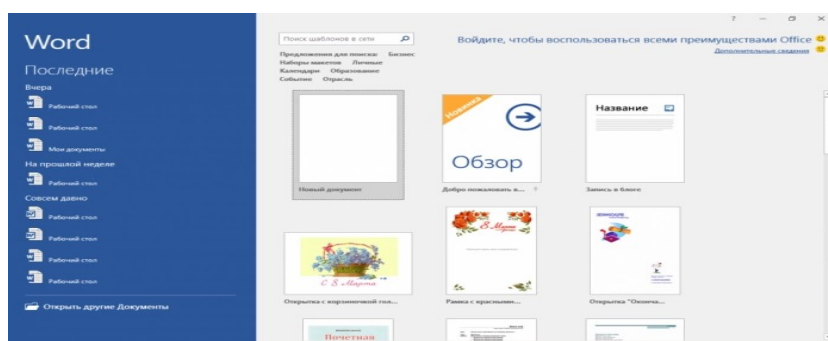 Word
Последние
Вчера
Рабочий стол
Рабочий стол
Мои документы
На прошлой неделе
Рабочий стол
Совсем давно
Рабочий стол
Рабочий стол
Рабочий стол
Рабочий стол
Открыть другие Документы
Поиск шаблонов в сети
Предложения для поиска: Бизнес
Наборы макетов Личные
Календари Образование
Событие Отрасль
? 
Войдите, чтобы воспользоваться всеми преимуществами Office
Дополнительные сведения
Новый документ
Новинка
Обзор
Добро пожаловать в...
Название
Запись в блоге
С 8 Марта
Открытка с корзиночкой гол...
8 Марта
Рамка с красными...
Открытка "Оконча...
Почетная